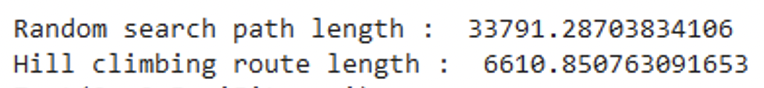 Random search path length :  33791.28703834106
Hill climbing route length :  6610.850763091653